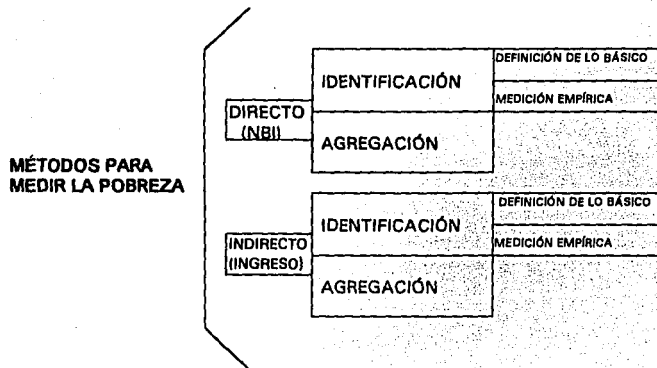 MÉTODOS PARA
MEDIR LA POBREZA
DIRECTO
(NBI)
IDENTIFICACIÓN
DEFINICIÓN DE LO BÁSICO
MEDICIÓN EMPÍRICA
AGREGACIÓN
INDIRECTO
(INGRESO)
IDENTIFICACIÓN
DEFINICIÓN DE LO BÁSICO
MEDICIÓN EMPÍRICA
AGREGACIÓN